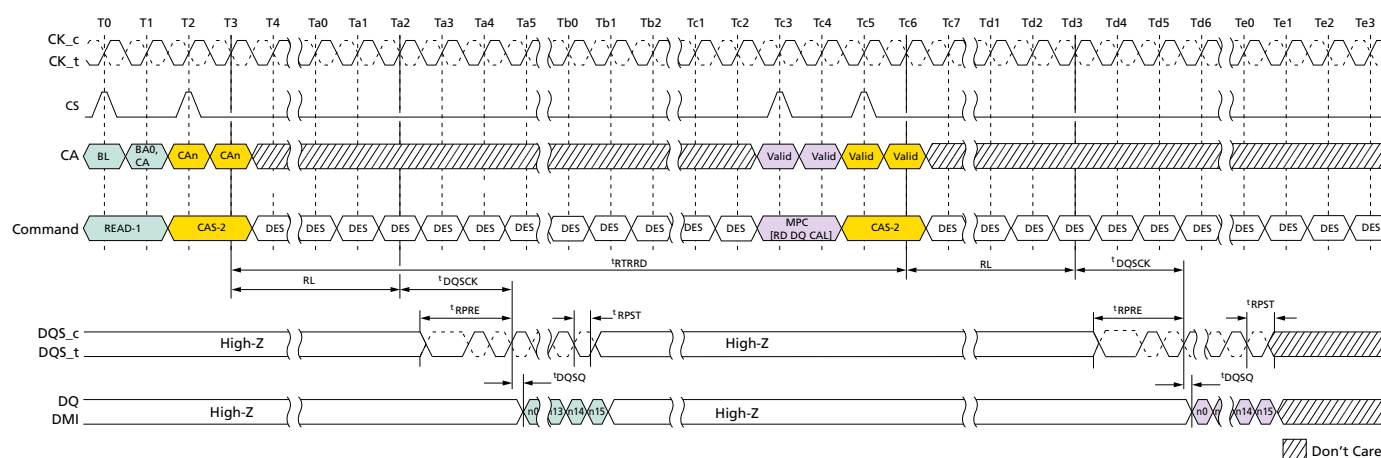 T0 T1 T2 T3 T4 Ta0 Ta1 Ta2 Ta3 Ta4 Ta5 Tb0 Tb1 Tb2 Tc1 Tc2 Tc3 Tc4 Tc5 Tc6 Tc7 Td1 Td2 Td3 Td4 Td5 Td6 Te0 Te1 Te2 Te3
CK_c
CK_t
CS
CA BL BA0, CA CAn CAn Valid Valid Valid Valid
Command READ-1 CAS-2 DES DES DES DES DES DES DES DES DES DES DES DES MPC [RD DQ CAL] CAS-2 DES DES DES DES DES DES DES DES DES DES DES
tRTRRD
RL tDQSCK RL tDQSCK
tRPRE tRPST tRPRE tRPST
DQS_c
DQS_t
High-Z High-Z
tDQSQ tDQSQ
DQ
DMI
High-Z n0 n13 n14 n15 High-Z n0 n14 n15
Don't Care